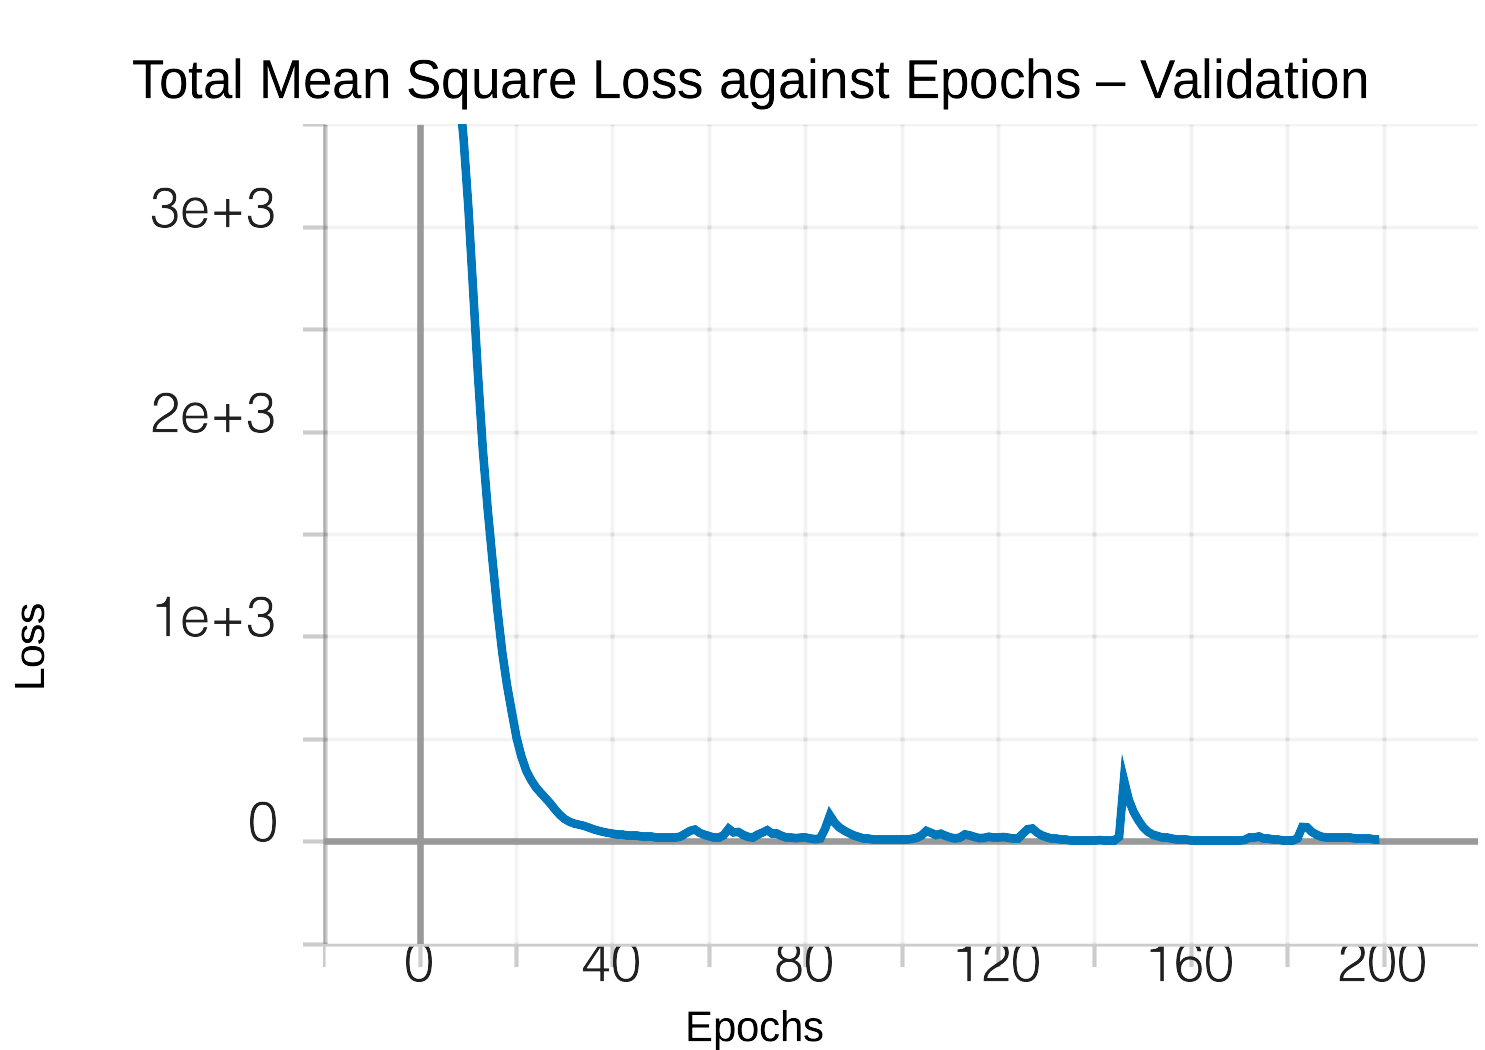 Total Mean Square Loss against Epochs – Validation
3e+3
2e+3
1e+3
0
Loss
0 40 80 120 160 200
Epochs